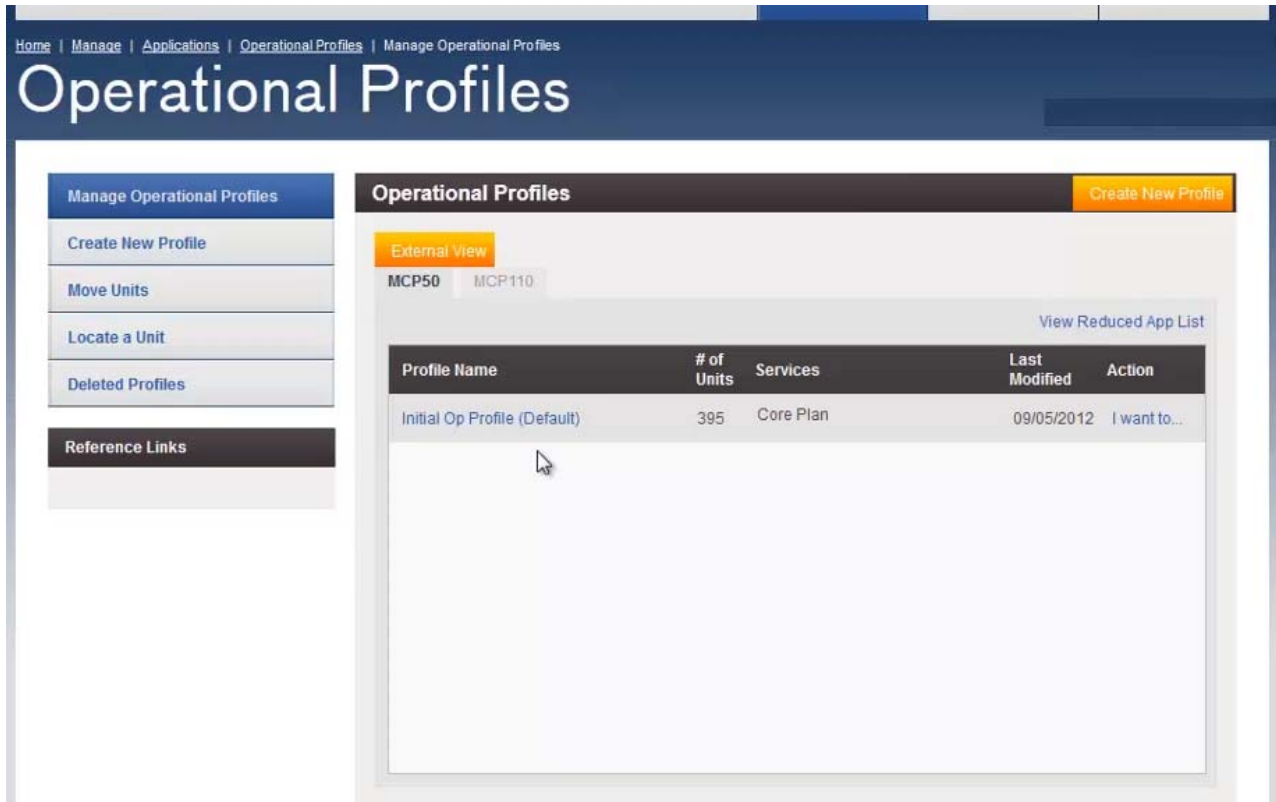 Home | Manage | Applications | Operational Profiles | Manage Operational Profiles
Operational Profiles
Manage Operational Profiles
Create New Profile
Move Units
Locate a Unit
Deleted Profiles
Reference Links
Operational Profiles
Create New Profile
External View
MCP50 MCP110
View Reduced App List
Profile Name # of Units Services Last Modified Action
Initial Op Profile (Default) 395 Core Plan 09/05/2012 I want to...